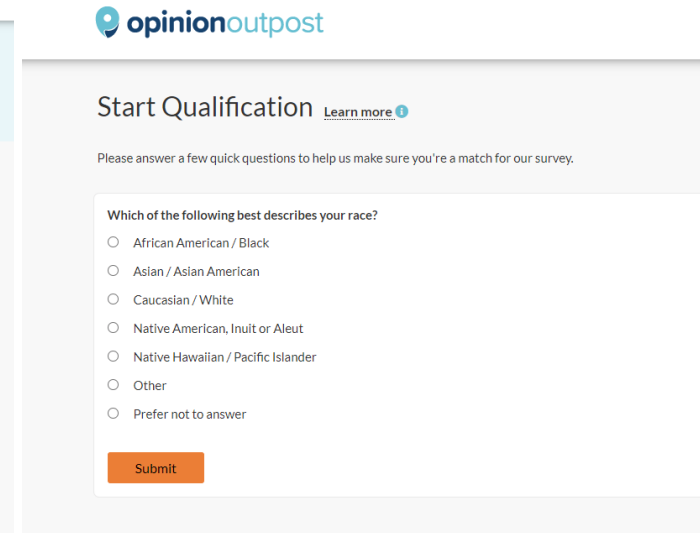 opinionoutpost
Start Qualification Learn more i
Please answer a few quick questions to help us make sure you're a match for our survey.
Which of the following best describes your race?
African American / Black
Asian / Asian American
Caucasian / White
Native American, Inuit or Aleut
Native Hawaiian / Pacific Islander
Other
Prefer not to answer
Submit